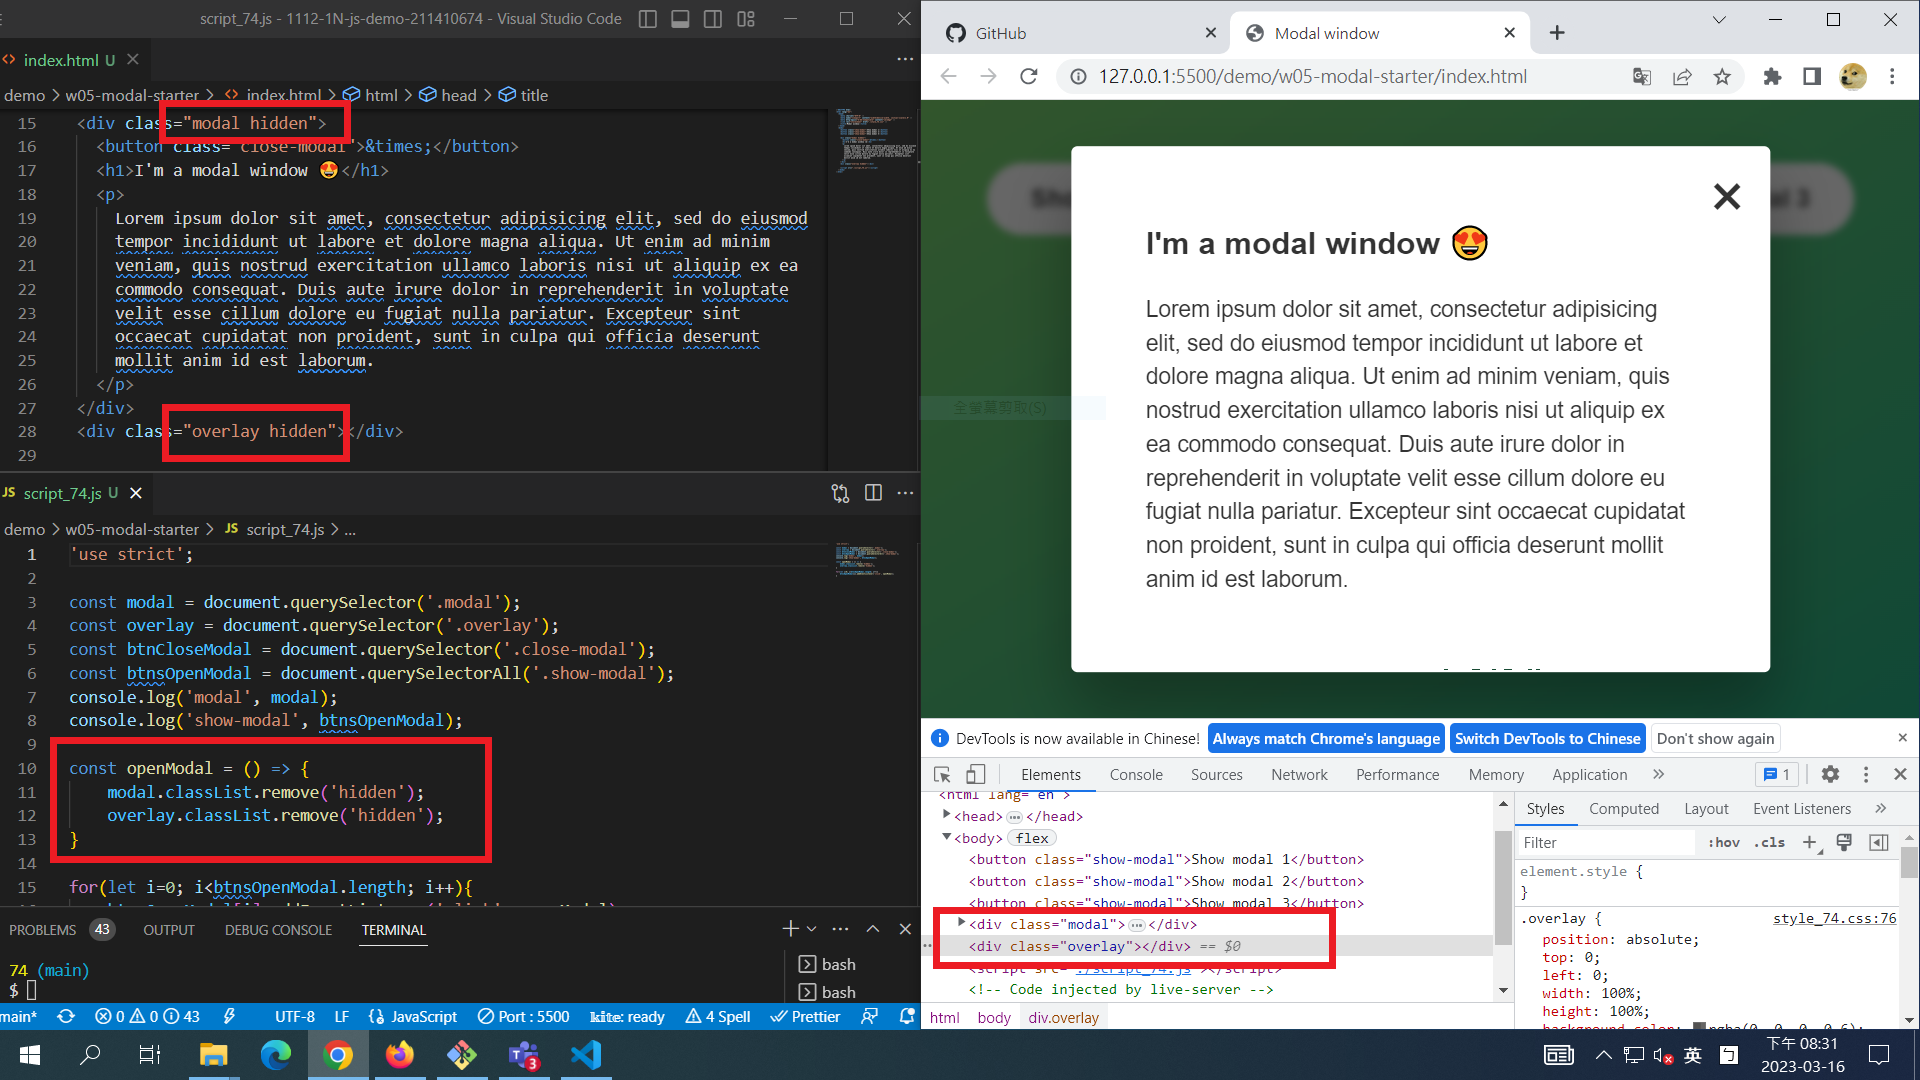 script_74.js - 1112-1N-js-demo-211410674 - Visual Studio Code
index.html U
demo > w05-modal-starter > index.html > html > head > title
15 <div class="modal hidden">
16 <button class="close-modal">&times;</button>
17 <h1>I'm a modal window 😍</h1>
18 <p>
19 Lorem ipsum dolor sit amet, consectetur adipisicing elit, sed do eiusmod
20 tempor incididunt ut labore et dolore magna aliqua. Ut enim ad minim
21 veniam, quis nostrud exercitation ullamco laboris nisi ut aliquip ex ea
22 commodo consequat. Duis aute irure dolor in reprehenderit in voluptate
23 velit esse cillum dolore eu fugiat nulla pariatur. Excepteur sint
24 occaecat cupidatat non proident, sunt in culpa qui officia deserunt
25 mollit anim id est laborum.
26 </p>
27 </div>
28 <div class="overlay hidden"></div>
29
JS script_74.js U
demo > w05-modal-starter > JS script_74.js > ...
1 'use strict';
2
3 const modal = document.querySelector('.modal');
4 const overlay = document.querySelector('.overlay');
5 const btnCloseModal = document.querySelector('.close-modal');
6 const btnsOpenModal = document.querySelectorAll('.show-modal');
7 console.log('modal', modal);
8 console.log('show-modal', btnsOpenModal);
9
10 const openModal = () => {
11 modal.classList.remove('hidden');
12 overlay.classList.remove('hidden');
13 }
14
15 for(let i=0; i<btnsOpenModal.length; i++){
PROBLEMS 43 OUTPUT DEBUG CONSOLE TERMINAL
74 (main)
$
bash
bash
main* 0 0 43 UTF-8 LF JavaScript Port : 5500 kite: ready 4 Spell Prettier
GitHub
Modal window
127.0.0.1:5500/demo/w05-modal-starter/index.html
Sho
al 3
I'm a modal window 😍
Lorem ipsum dolor sit amet, consectetur adipisicing
elit, sed do eiusmod tempor incididunt ut labore et
dolore magna aliqua. Ut enim ad minim veniam, quis
nostrud exercitation ullamco laboris nisi ut aliquip ex
ea commodo consequat. Duis aute irure dolor in
reprehenderit in voluptate velit esse cillum dolore eu
fugiat nulla pariatur. Excepteur sint occaecat cupidatat
non proident, sunt in culpa qui officia deserunt mollit
anim id est laborum.
全螢幕剪取(S)
DevTools is now available in Chinese! Always match Chrome's language Switch DevTools to Chinese Don't show again
Elements Console Sources Network Performance Memory Application » 1
<html lang="en">
<head>…</head>
<body> flex
<button class="show-modal">Show modal 1</button>
<button class="show-modal">Show modal 2</button>
<button class="show-modal">Show modal 3</button>
<div class="modal">…</div>
<div class="overlay"></div> == $0
<script src="./script_74.js"></script>
<!-- Code injected by live-server -->
html body div.overlay
Styles Computed Layout Event Listeners »
Filter :hov .cls
element.style {
}
.overlay { style_74.css:76
position: absolute;
top: 0;
left: 0;
width: 100%;
height: 100%;
background-color: rgba(0, 0, 0, 0.6);
3
英
下午 08:31
2023-03-16